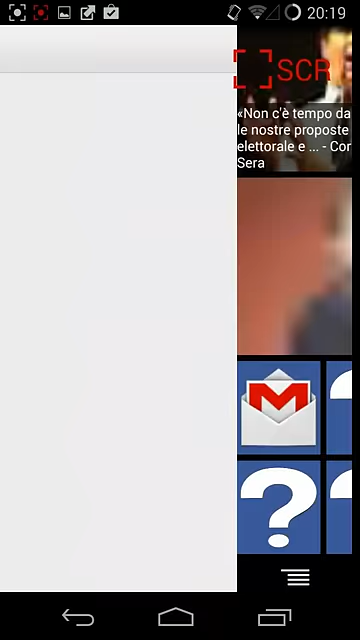 20:19
SCR
«Non c'è tempo da
le nostre proposte
elettorale e ... - Cor
Sera